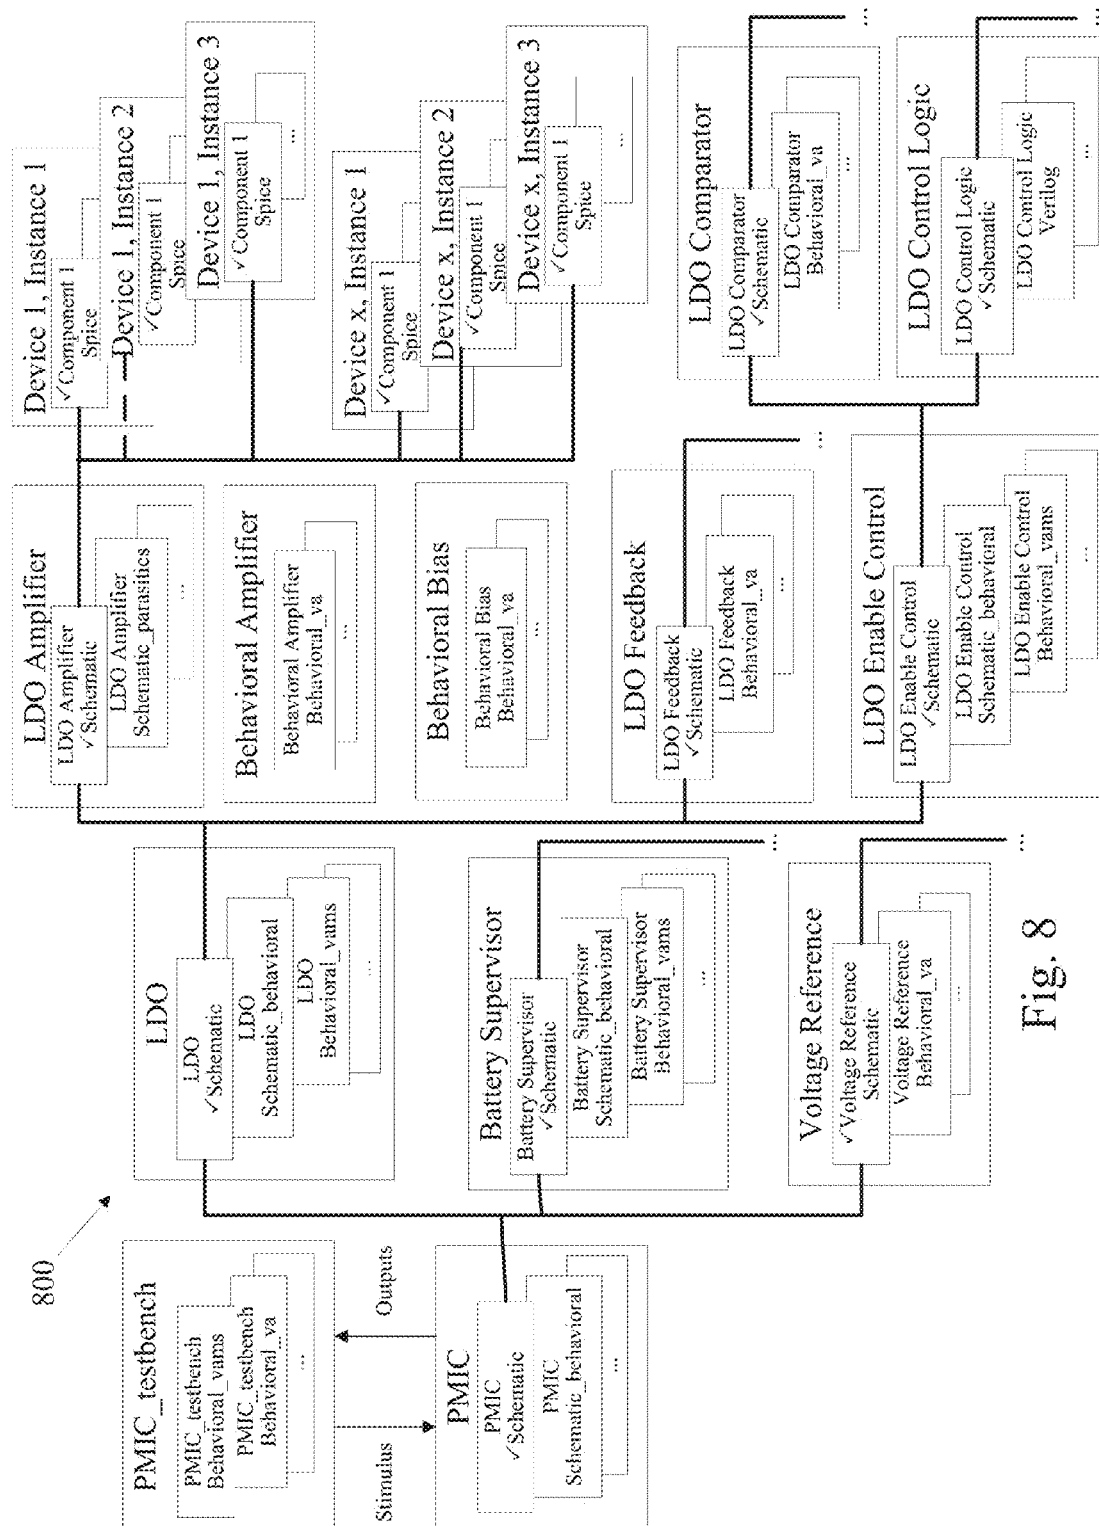 800
PMIC_testbench
PMIC_testbench
Behavioral_vams
PMIC_testbench
Behavioral_va
...
Stimulus
Outputs
PMIC
PMIC
✓Schematic
PMIC
Schematic_behavioral
...
LDO
LDO
✓Schematic
LDO
Schematic_behavioral
LDO
Behavioral_vams
...
Battery Supervisor
Battery Supervisor
✓Schematic
Battery Supervisor
Schematic_behavioral
Battery Supervisor
Behavioral_vams
...
...
Voltage Reference
✓Voltage Reference
Schematic
Voltage Reference
Behavioral_va
...
...
LDO Amplifier
LDO Amplifier
✓Schematic
LDO Amplifier
Schematic_parasitics
...
Behavioral Amplifier
Behavioral Amplifier
Behavioral_va
...
Behavioral Bias
Behavioral Bias
Behavioral_va
...
LDO Feedback
LDO Feedback
✓Schematic
LDO Feedback
Behavioral_va
...
...
LDO Enable Control
LDO Enable Control
✓Schematic
LDO Enable Control
Schematic_behavioral
LDO Enable Control
Behavioral_vams
...
Device 1, Instance 1
✓Component 1
Spice
Device 1, Instance 2
✓Component 1
Spice
Device 1, Instance 3
✓Component 1
Spice
...
Device x, Instance 1
✓Component 1
Spice
Device x, Instance 2
✓Component 1
Spice
Device x, Instance 3
✓Component 1
Spice
...
LDO Comparator
LDO Comparator
✓Schematic
LDO Comparator
Behavioral_va
...
...
LDO Control Logic
LDO Control Logic
✓Schematic
LDO Control Logic
Verilog
...
...
Fig. 8